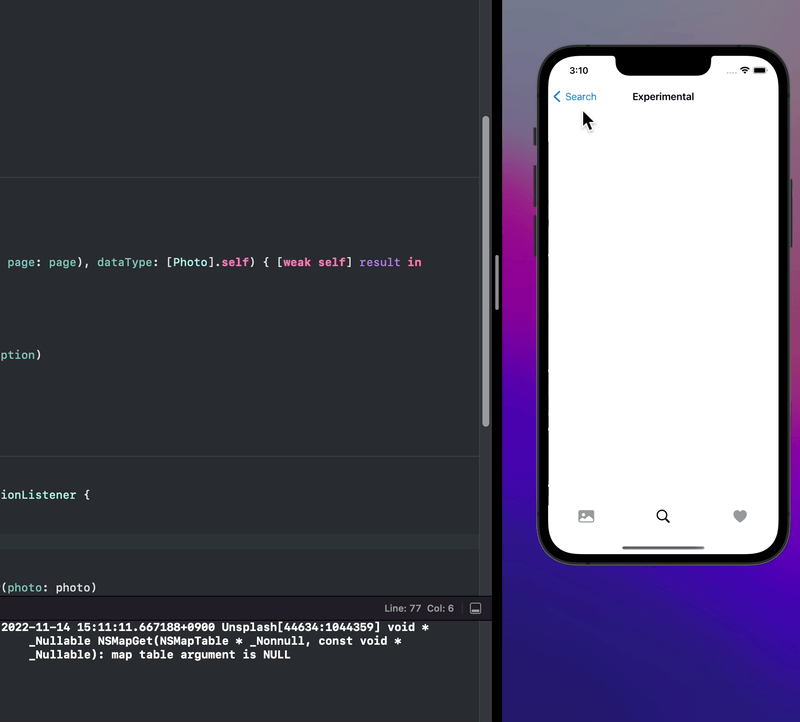 page: page), dataType: [Photo].self) { [weak self] result in
ption)
ionListener {
(photo: photo)
Line: 77 Col: 6
2022-11-14 15:11:11.667188+0900 Unsplash[44634:1044359] void *
_Nullable NSMapGet(NSMapTable * _Nonnull, const void *
_Nullable): map table argument is NULL
3:10
Search
Experimental